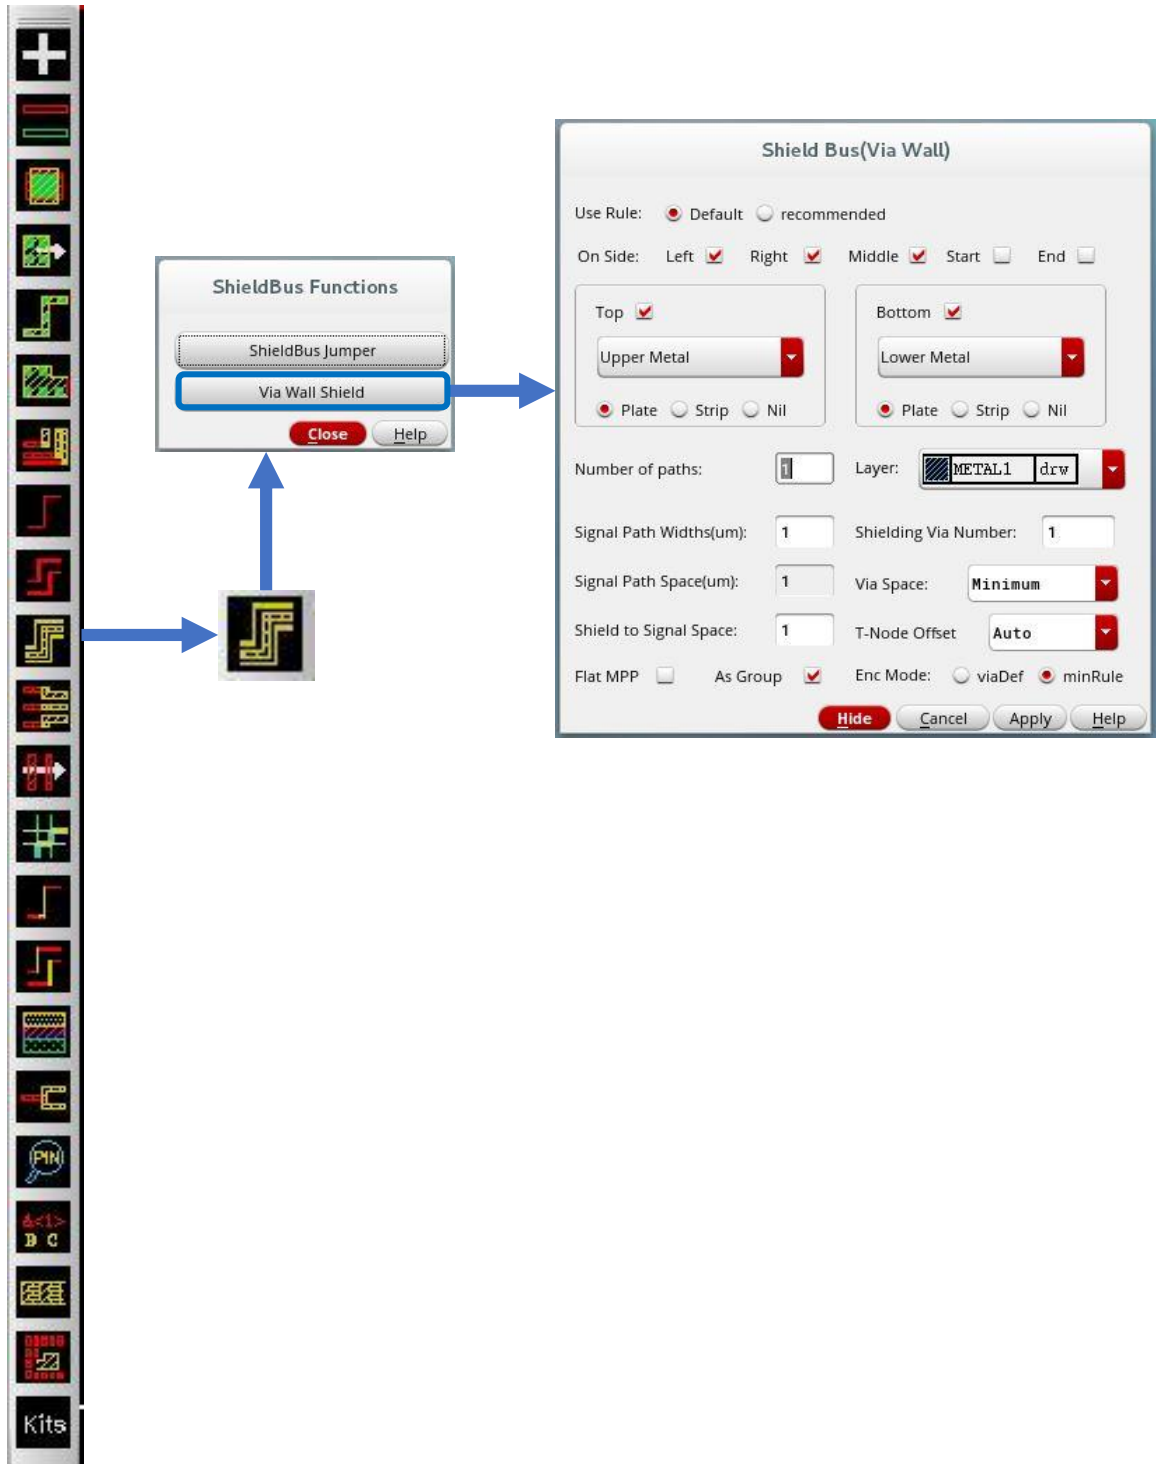 Shield Bus(Via Wall)
Use Rule: Default recommended
On Side: Left Right Middle Start End
Top Bottom
Upper Metal Lower Metal
Plate Strip Nil Plate Strip Nil
Number of paths: 1 Layer: METAL1 drw
Signal Path Widths(um): 1 Shielding Via Number: 1
Signal Path Space(um): 1 Via Space: Minimum
Shield to Signal Space: 1 T-Node Offset Auto
Flat MPP As Group Enc Mode: viaDef minRule
Hide Cancel Apply Help
ShieldBus Functions
ShieldBus Jumper
Via Wall Shield
Close Help
PIN
&<1>
B C
Kits